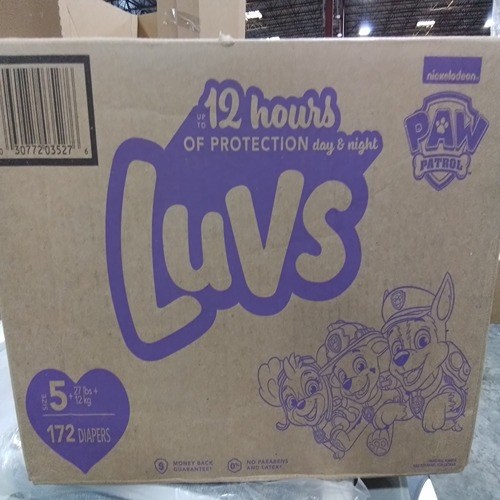 nickelodeon
UP TO 12 hours
OF PROTECTION day & night
PAW
PATROL
Luvs
SIZE 5 27 lbs +
12 kg
172 DIAPERS
$ MONEY BACK
GUARANTEE*
0% NO PARABENS
AND LATEX*